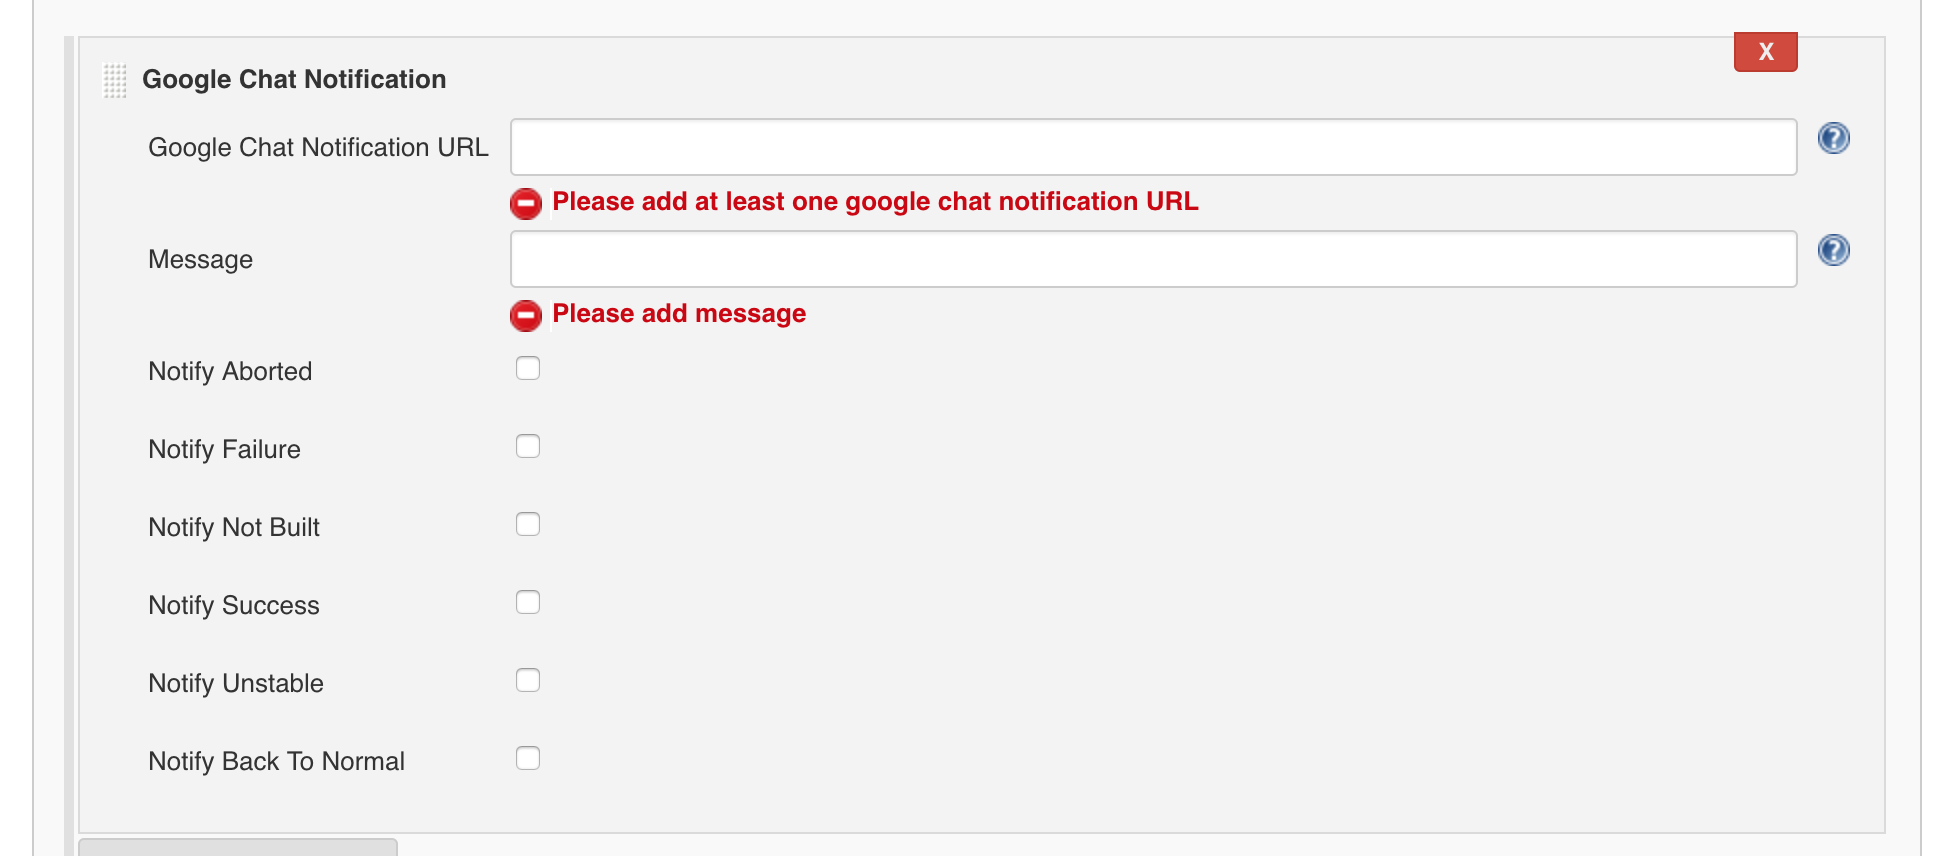 X
Google Chat Notification
Google Chat Notification URL
?
Please add at least one google chat notification URL
Message
?
Please add message
Notify Aborted
Notify Failure
Notify Not Built
Notify Success
Notify Unstable
Notify Back To Normal